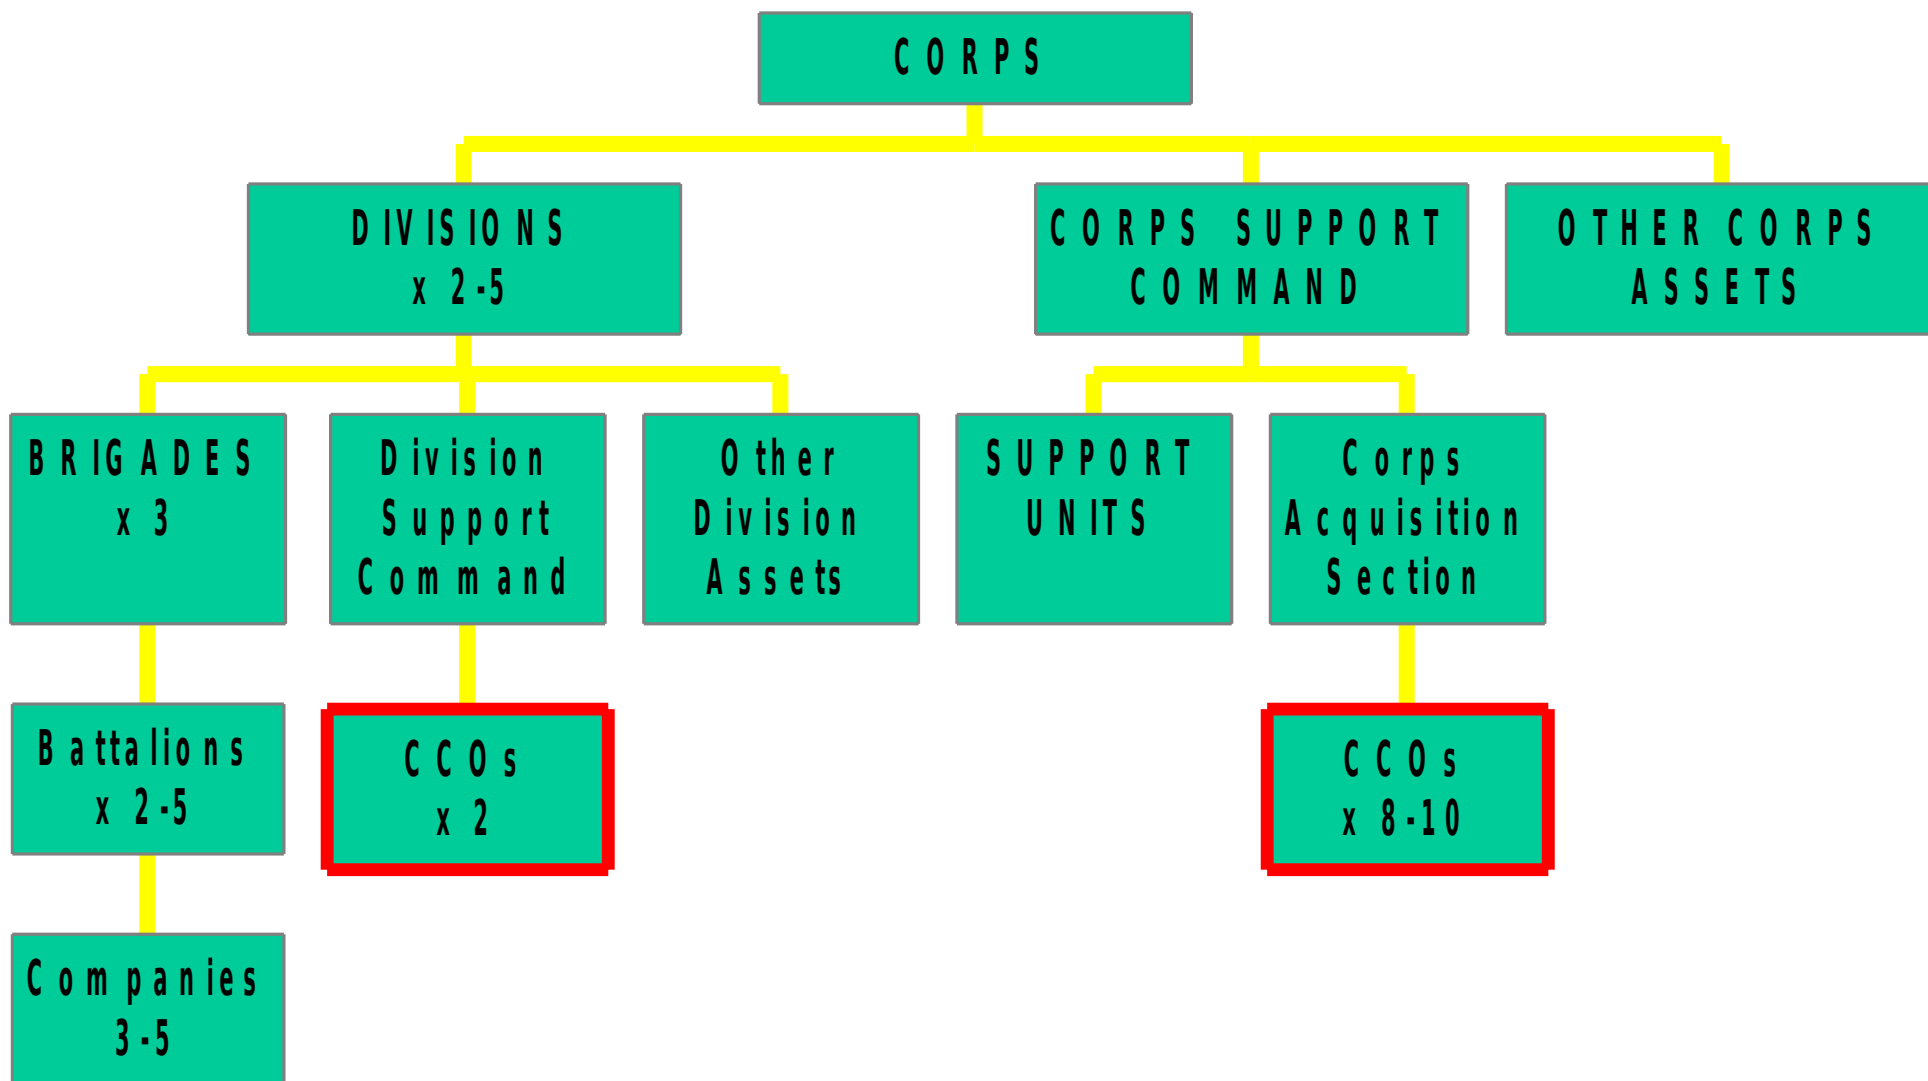 CORPS
DIVISIONS
x 2-5
CORPS SUPPORT
COMMAND
OTHER CORPS
ASSETS
BRIGADES
x 3
Division
Support
Command
Other
Division
Assets
SUPPORT
UNITS
Corps
Acquisition
Section
Battalions
x 2-5
CCOs
x 2
CCOs
x 8-10
Companies
3-5